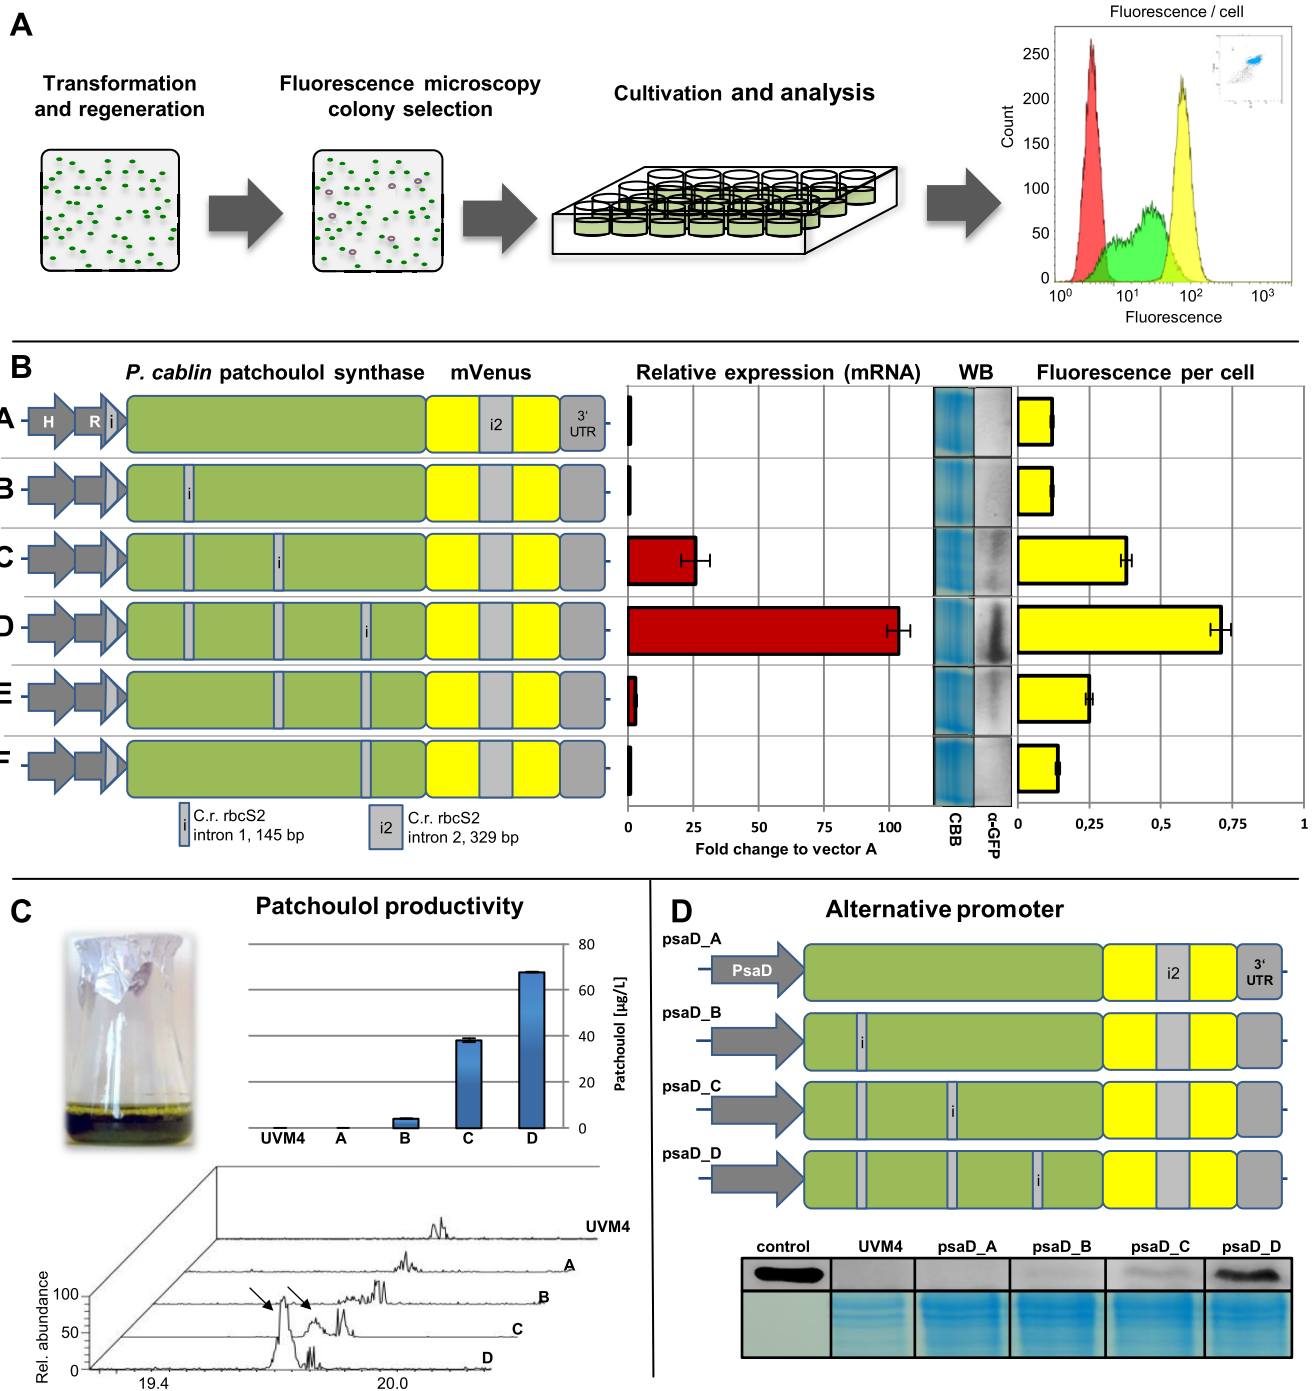 A
Transformation
and regeneration
Fluorescence microscopy
colony selection
Cultivation and analysis
Fluorescence / cell
Count
250
200
150
100
50
0
10⁰ 10¹ 10² 10³
Fluorescence
B
P. cablin patchoulol synthase mVenus Relative expression (mRNA) WB Fluorescence per cell
A H R i i2 3‘
UTR
B i
C i
D i
E
F
i C.r. rbcS2
intron 1, 145 bp
i2 C.r. rbcS2
intron 2, 329 bp
0 25 50 75 100
Fold change to vector A
CBB
α-GFP
0 0,25 0,5 0,75 1
C
Patchoulol productivity
80
60
40
20
0
Patchoulol [µg/L]
UVM4 A B C D
UVM4
A
B
C
D
Rel. abundance
100
50
0
19.4 20.0
D
Alternative promoter
psaD_A
PsaD i2 3‘
UTR
psaD_B
i
psaD_C
i
psaD_D
i
control UVM4 psaD_A psaD_B psaD_C psaD_D